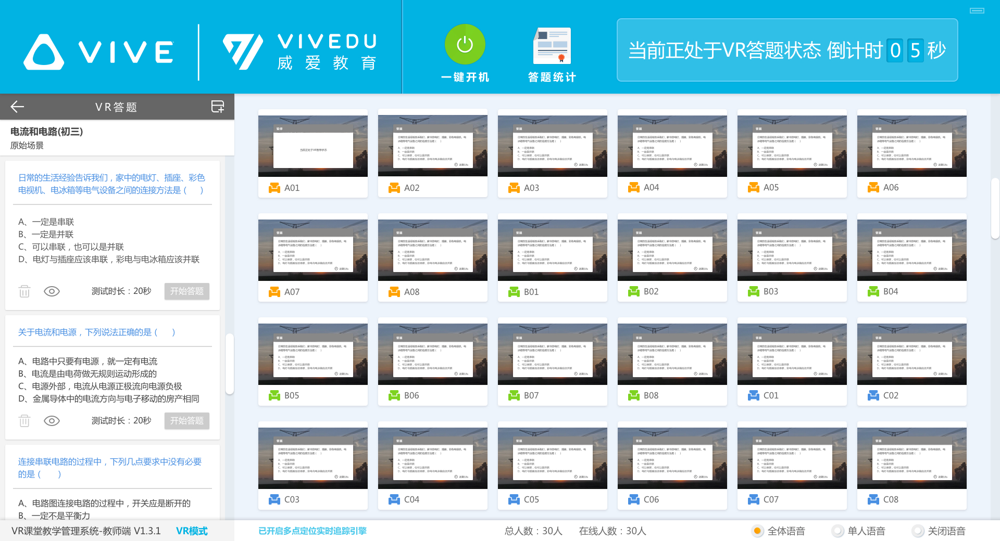 VIVE
VIVEDU
威爱教育
一键开机
答题统计
当前正处于VR答题状态 倒计时 0 5 秒
VR答题
电流和电路(初三)
原始场景
日常的生活经验告诉我们，家中的电灯、插座、彩色
电视机、电冰箱等电气设备之间的连接方法是 ( )
A、一定是串联
B、一定是并联
C、可以串联，也可以是并联
D、电灯与插座应该串联，彩电与电冰箱应该并联
测试时长：20秒
开始答题
关于电流和电源，下列说法正确的是 ( )
A、电路中只要有电源，就一定有电流
B、电流是由电荷做无规则运动形成的
C、电源外部，电流从电源正极流向电源负极
D、金属导体中的电流方向与电子移动的房产相同
测试时长：20秒
开始答题
连接串联电路的过程中，下列几点要求中没有必要
的是 ( )
A、电路图连接电路的过程中，开关应是断开的
B、一定不是平衡力
暂停
当前正处于VR暂停状态
A01
A02
A03
A04
A05
A06
A07
A08
B01
B02
B03
B04
B05
B06
B07
B08
C01
C02
C03
C04
C05
C06
C07
C08
VR课堂教学管理系统-教师端 V1.3.1
VR模式
已开启多点定位实时追踪引擎
总人数：30人
在线人数：30人
全体语音
单人语音
关闭语音